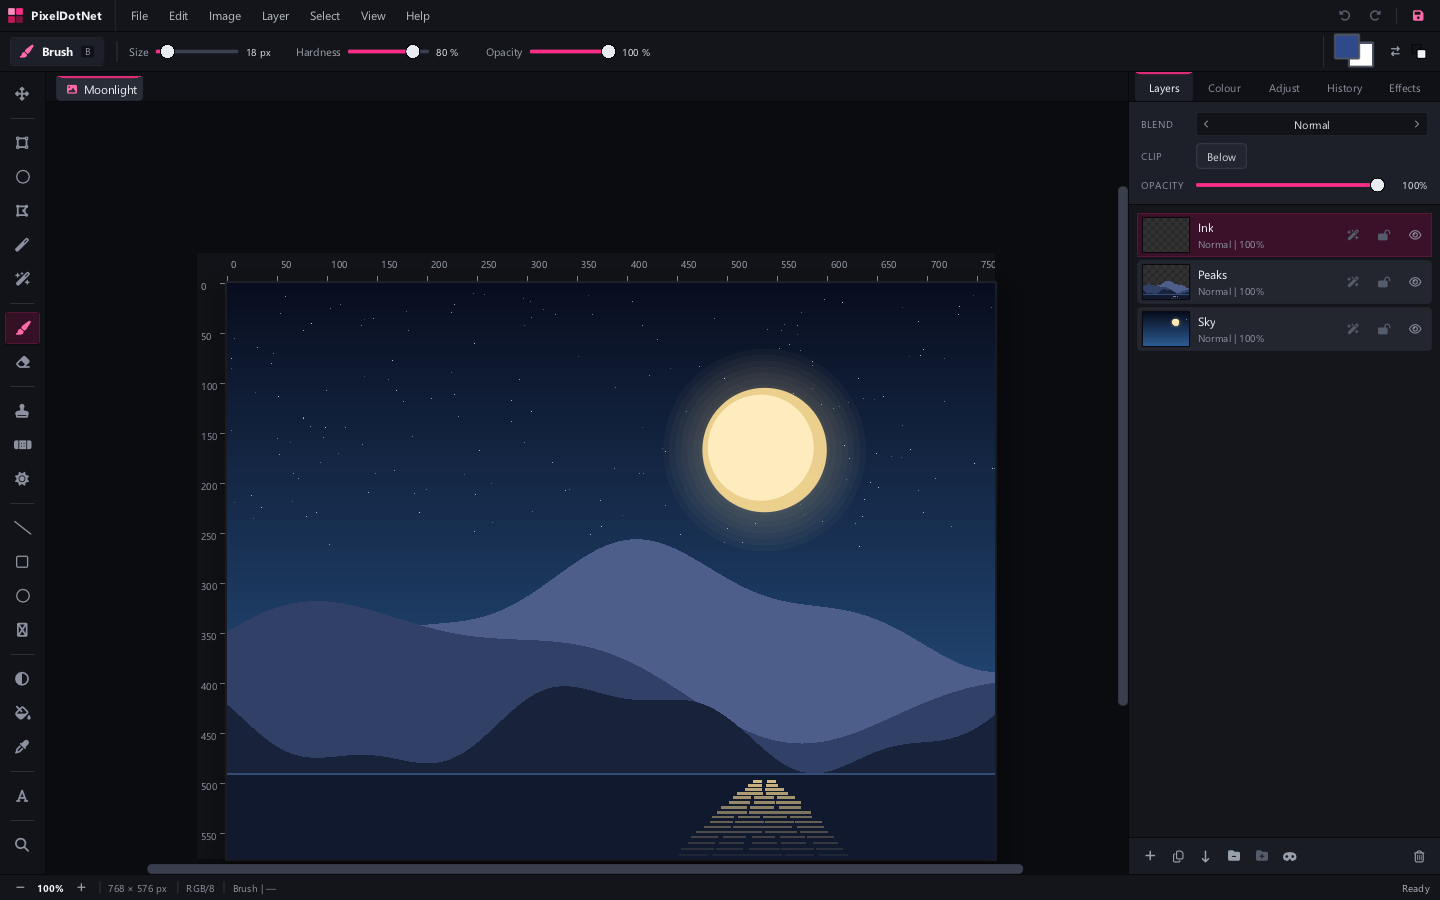 PixelDotNet File Edit Image Layer Select View Help
Brush B Size 18 px Hardness 80 % Opacity 100 %
Moonlight
Layers Colour Adjust History Effects
BLEND Normal
CLIP Below
OPACITY 100%
Ink
Normal | 100%
Peaks
Normal | 100%
Sky
Normal | 100%
0 50 100 150 200 250 300 350 400 450 500 550 600 650 700 750
0
50
100
150
200
250
300
350
400
450
500
550
A
100% 768 × 576 px RGB/8 Brush | — Ready